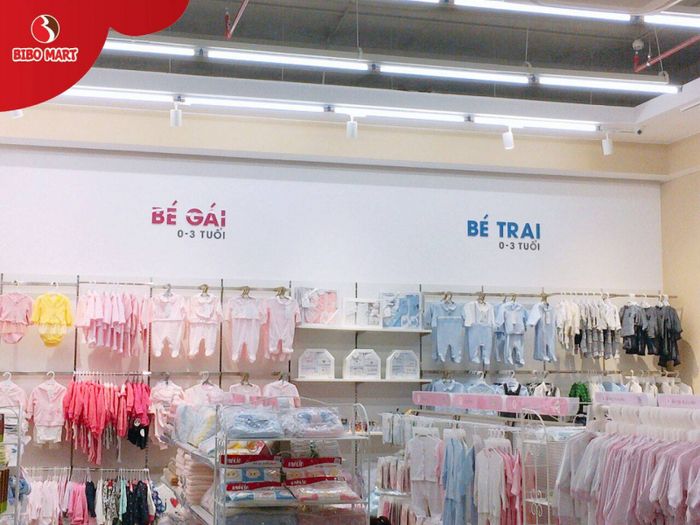 BIBO MART
BÉ GÁI
0-3 TUỔI
BÉ TRAI
0-3 TUỔI